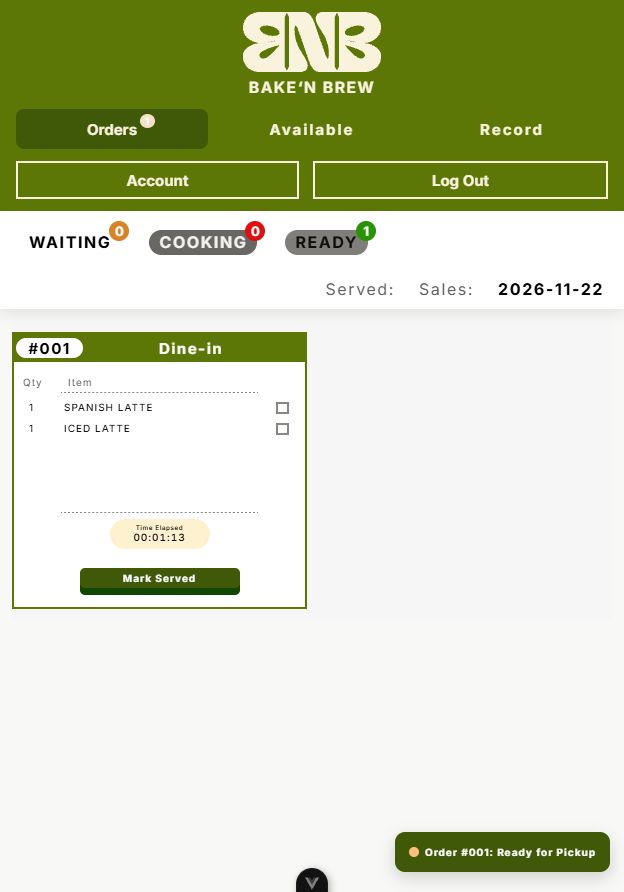 BNB
BAKE‘N BREW
Orders 1
Available
Record
Account
Log Out
WAITING 0
COOKING 0
READY 1
Served:
Sales:
2026-11-22
#001
Dine-in
Qty Item
1 SPANISH LATTE
1 ICED LATTE
Time Elapsed
00:01:13
Mark Served
Order #001: Ready for Pickup